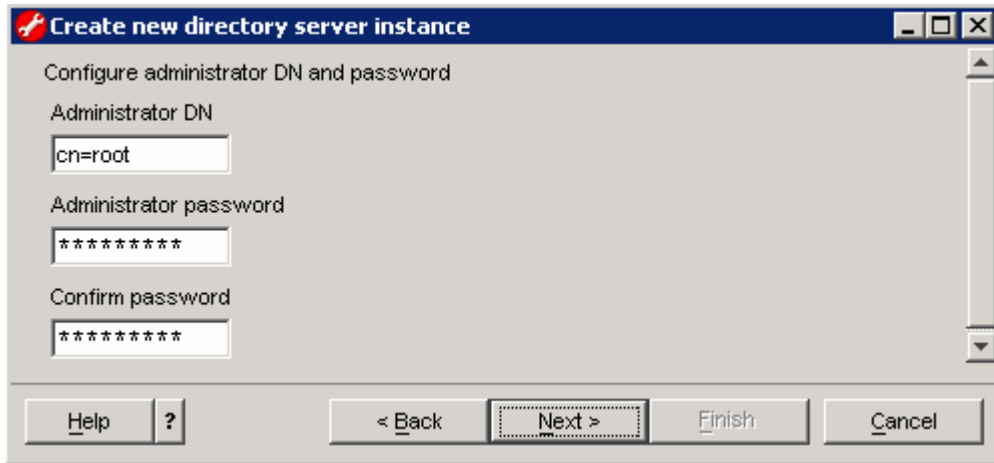 Create new directory server instance
Configure administrator DN and password
Administrator DN
cn=root
Administrator password
*********
Confirm password
*********
Help ? < Back Next > Finish Cancel